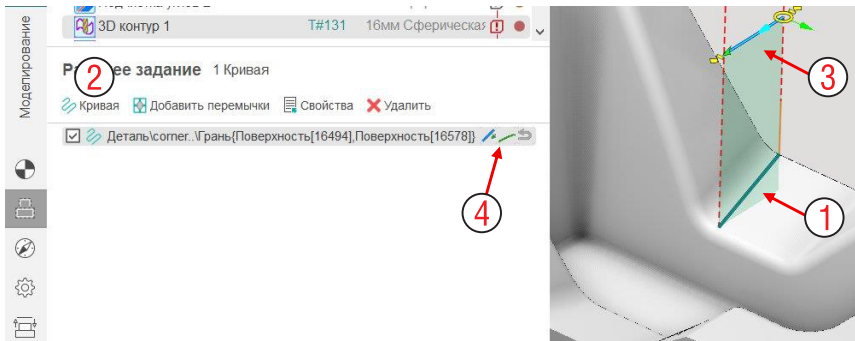 3D контур 1 T#131 16мм Сферическая
Моделирование
Рабочее задание 1 Кривая
Кривая Добавить перемычки Свойства Удалить
Деталь\corner..\Грань{Поверхность[16494],Поверхность[16578]}
1
2
3
4